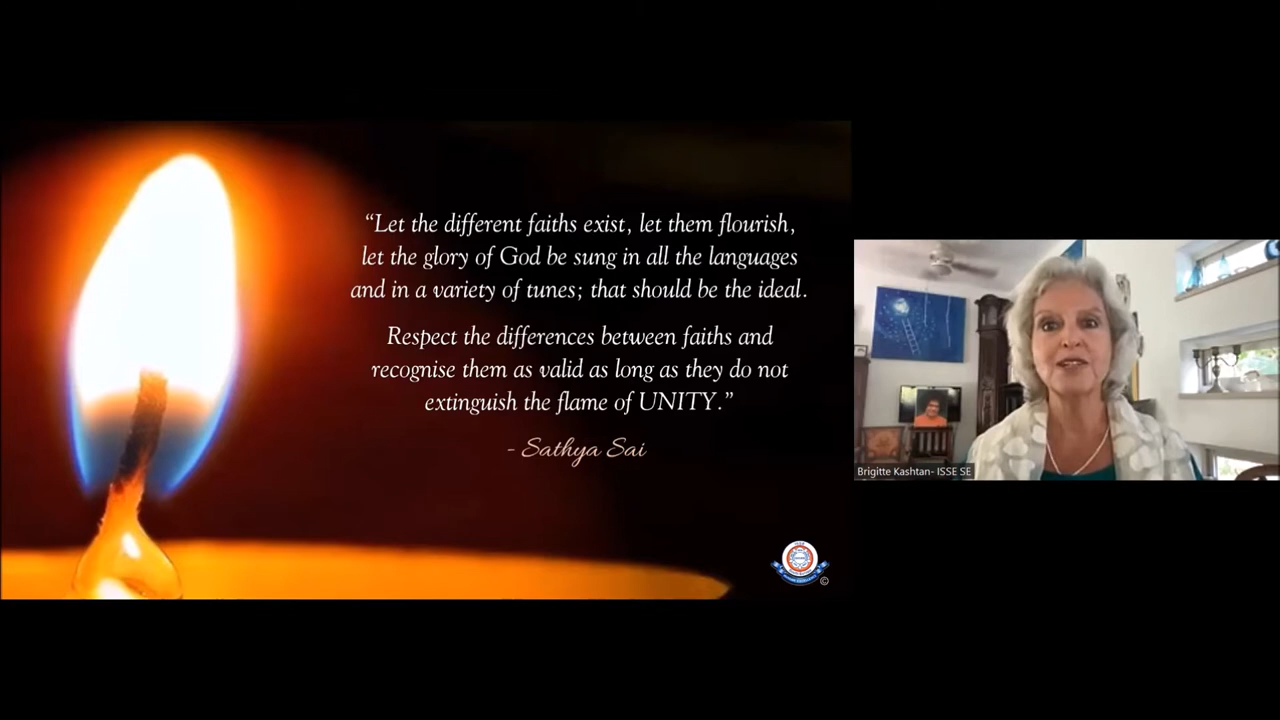 “Let the different faiths exist, let them flourish,
let the glory of God be sung in all the languages
and in a variety of tunes; that should be the ideal.
Respect the differences between faiths and
recognise them as valid as long as they do not
extinguish the flame of UNITY.”
- Sathya Sai
©
Brigitte Kashtan- ISSE SE